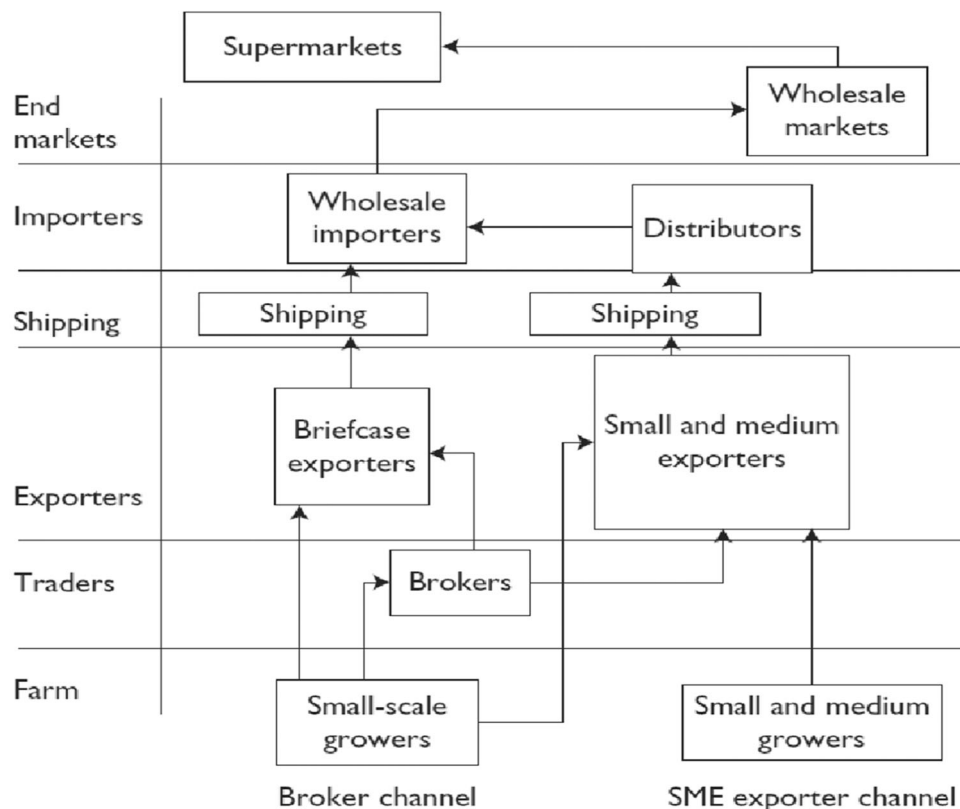 Supermarkets
End
markets
Wholesale
markets
Importers
Wholesale
importers
Distributors
Shipping
Shipping
Shipping
Exporters
Briefcase
exporters
Small and medium
exporters
Traders
Brokers
Farm
Small-scale
growers
Small and medium
growers
Broker channel
SME exporter channel